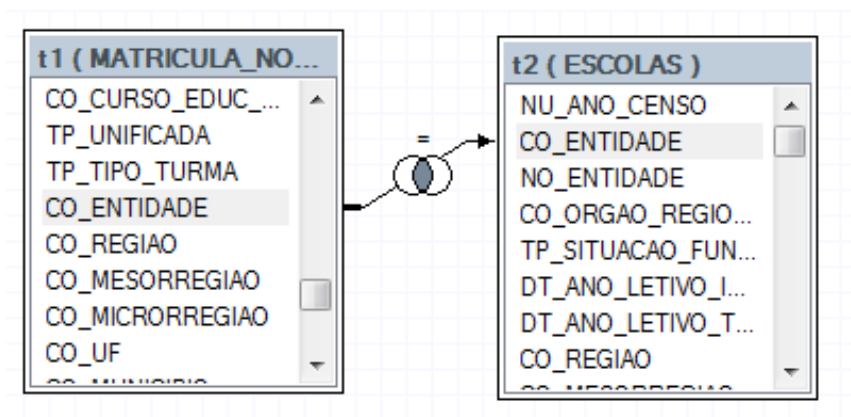 t1 ( MATRICULA_NO...
CO_CURSO_EDUC_...
TP_UNIFICADA
TP_TIPO_TURMA
CO_ENTIDADE
CO_REGIAO
CO_MESORREGIAO
CO_MICRORREGIAO
CO_UF
=
t2 ( ESCOLAS )
NU_ANO_CENSO
CO_ENTIDADE
NO_ENTIDADE
CO_ORGAO_REGIO...
TP_SITUACAO_FUN...
DT_ANO_LETIVO_I...
DT_ANO_LETIVO_T...
CO_REGIAO